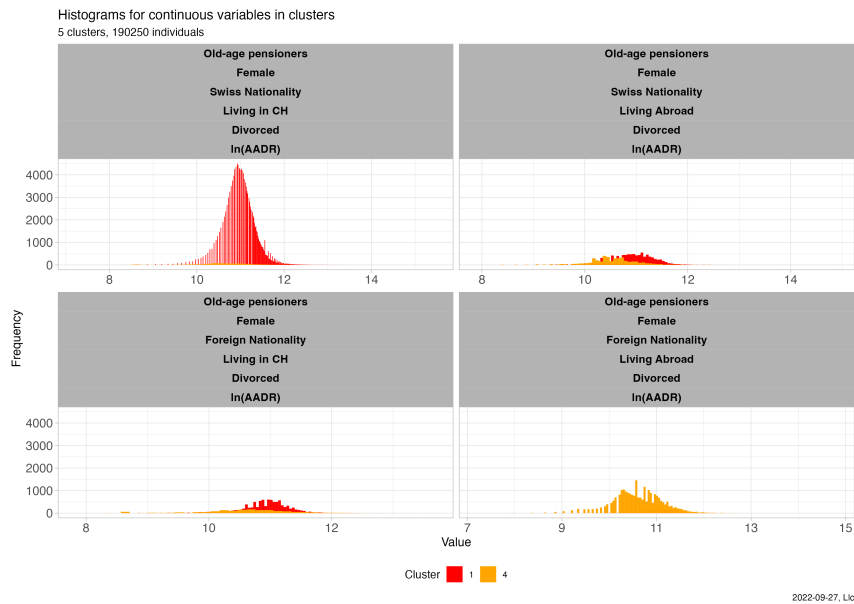 Histograms for continuous variables in clusters
5 clusters, 190250 individuals
Old-age pensioners
Female
Swiss Nationality
Living in CH
Divorced
ln(AADR)
Old-age pensioners
Female
Swiss Nationality
Living Abroad
Divorced
ln(AADR)
4000
3000
2000
1000
0
8 10 12 14
8 10 12 14
Old-age pensioners
Female
Foreign Nationality
Living in CH
Divorced
ln(AADR)
Old-age pensioners
Female
Foreign Nationality
Living Abroad
Divorced
ln(AADR)
Frequency
4000
3000
2000
1000
0
8 10 12
7 9 11 13 15
Value
Cluster 1 4
2022-09-27, Llc